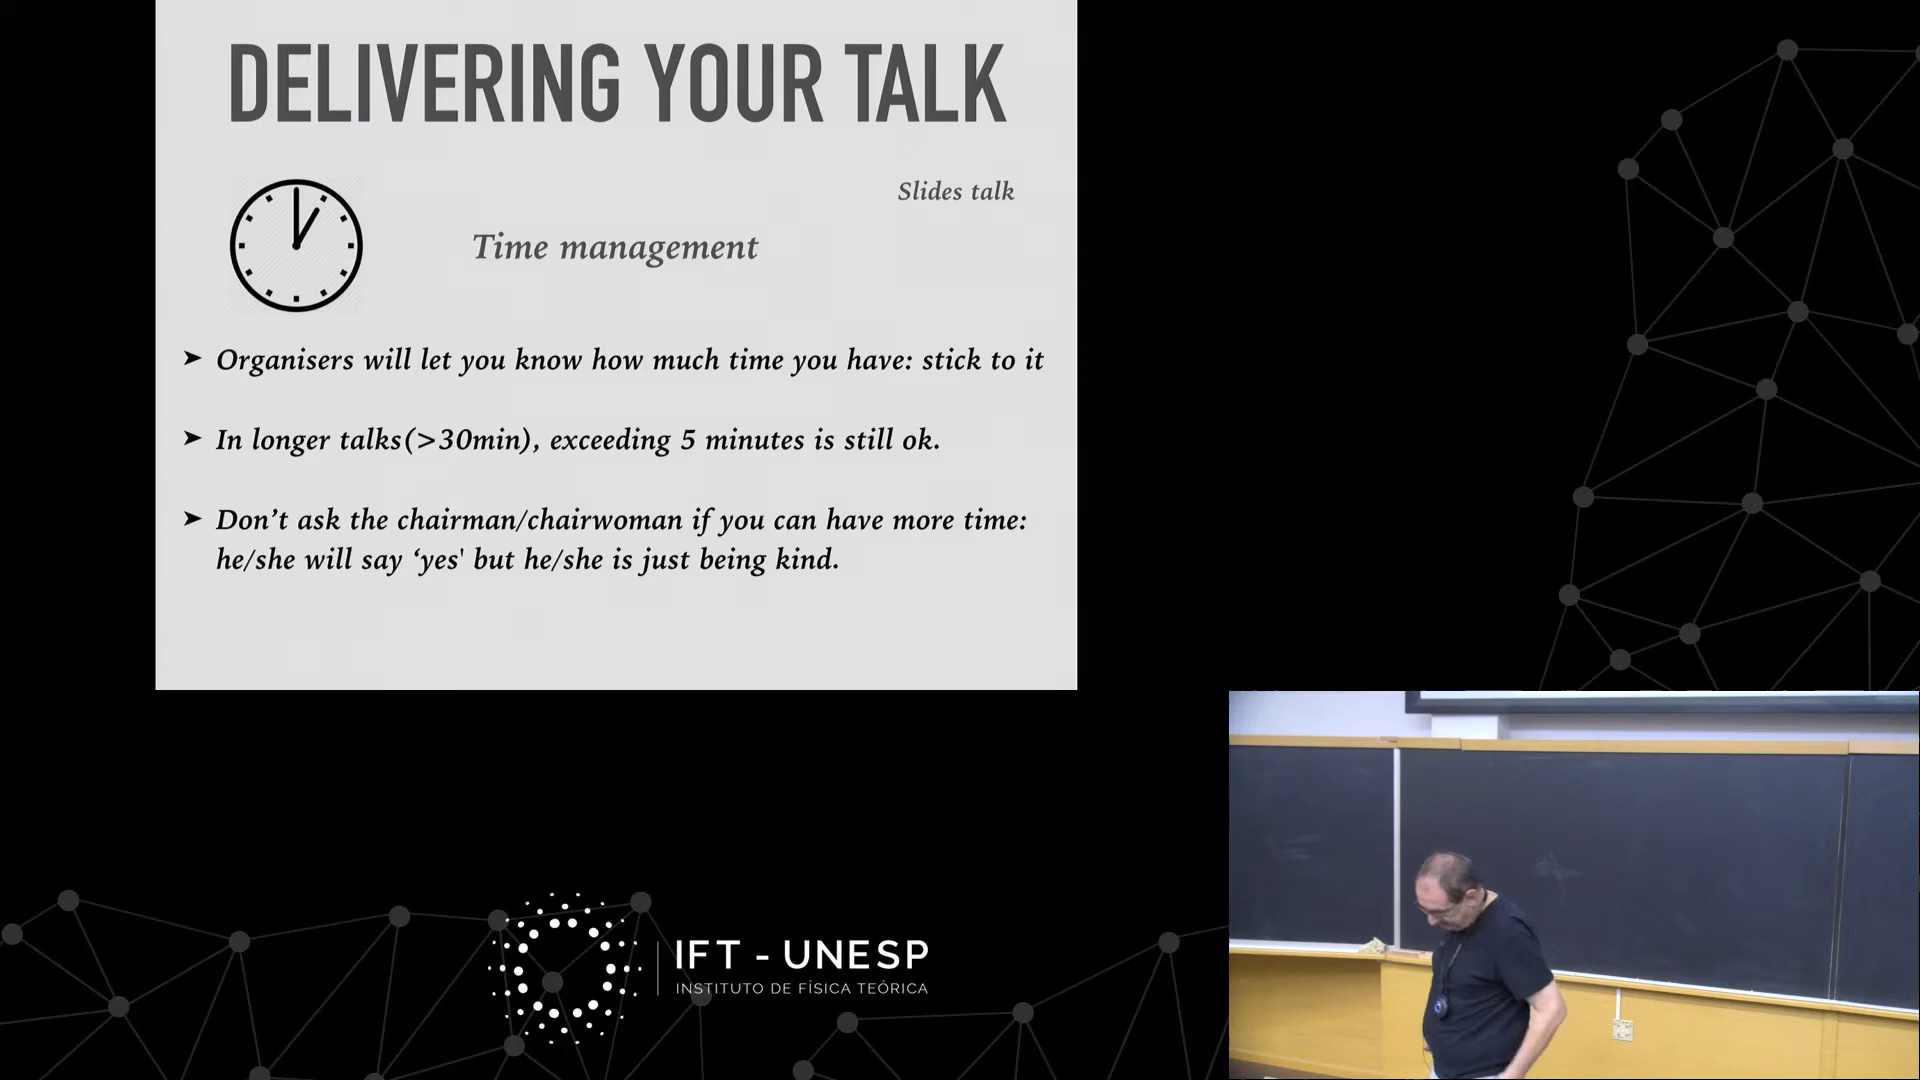 DELIVERING YOUR TALK
Slides talk
Time management
➤ Organisers will let you know how much time you have: stick to it
➤ In longer talks(>30min), exceeding 5 minutes is still ok.
➤ Don’t ask the chairman/chairwoman if you can have more time:
he/she will say ‘yes' but he/she is just being kind.
IFT - UNESP
INSTITUTO DE FÍSICA TEÓRICA